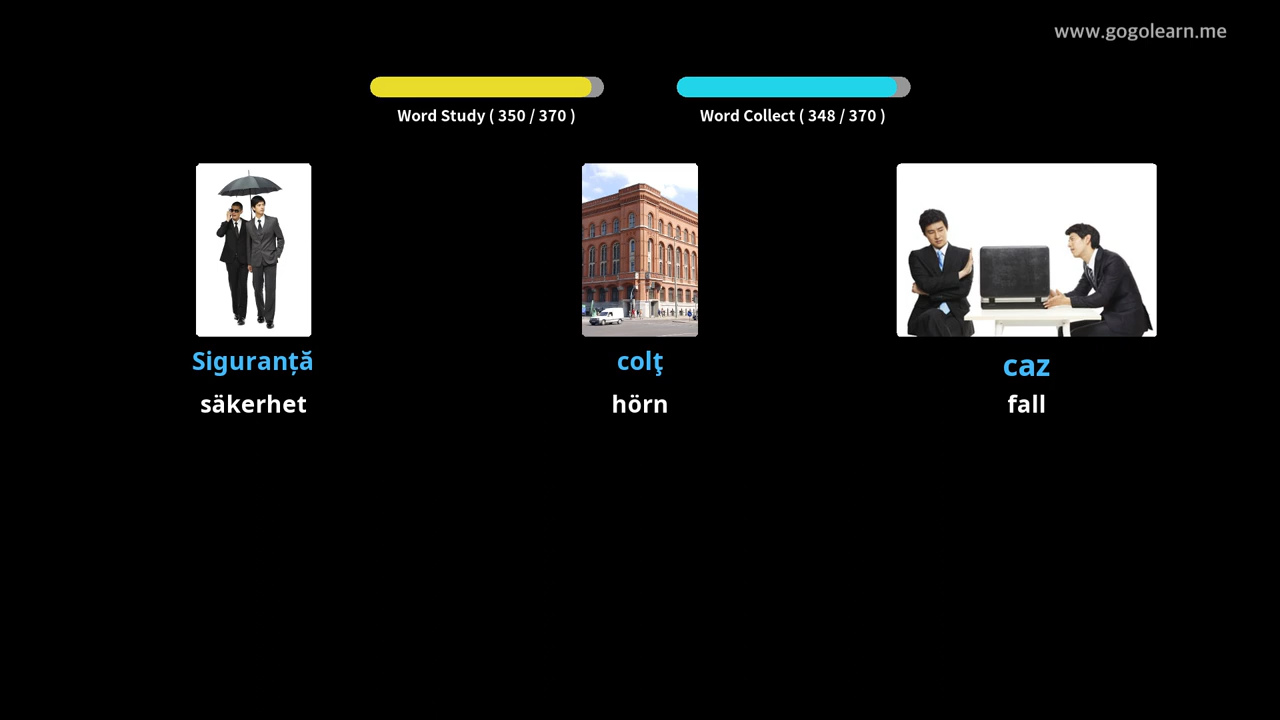 www.gogolearn.me
Word Study ( 350 / 370 )
Word Collect ( 348 / 370 )
Siguranță
colţ
caz
säkerhet
hörn
fall